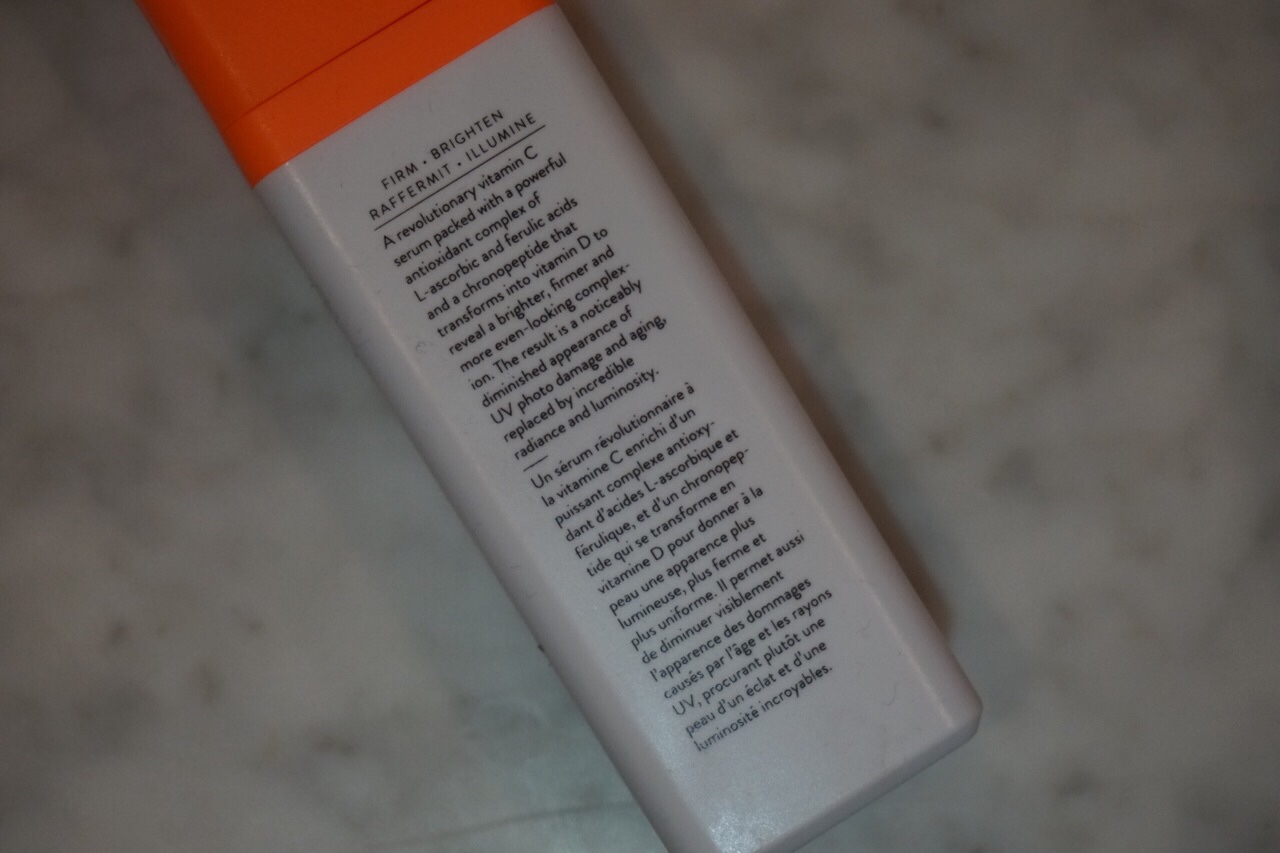 FIRM • BRIGHTEN
RAFFERMIT • ILLUMINE
A revolutionary vitamin C
serum packed with a powerful
antioxidant complex of
L-ascorbic and ferulic acids
and a chronopeptide that
transforms into vitamin D to
reveal a brighter, firmer and
more even-looking complex-
ion. The result is a noticeably
diminished appearance of
UV photo damage and aging,
replaced by incredible
radiance and luminosity.
Un sérum révolutionnaire à
la vitamine C enrichi d'un
puissant complexe antioxy-
dant d'acides L-ascorbique et
férulique, et d'un chronopep-
tide qui se transforme en
vitamine D pour donner à la
peau une apparence plus
lumineuse, plus ferme et
plus uniforme. Il permet aussi
de diminuer visiblement
l'apparence des dommages
causés par l'âge et les rayons
UV, procurant plutôt une
peau d'un éclat et d'une
luminosité incroyables.